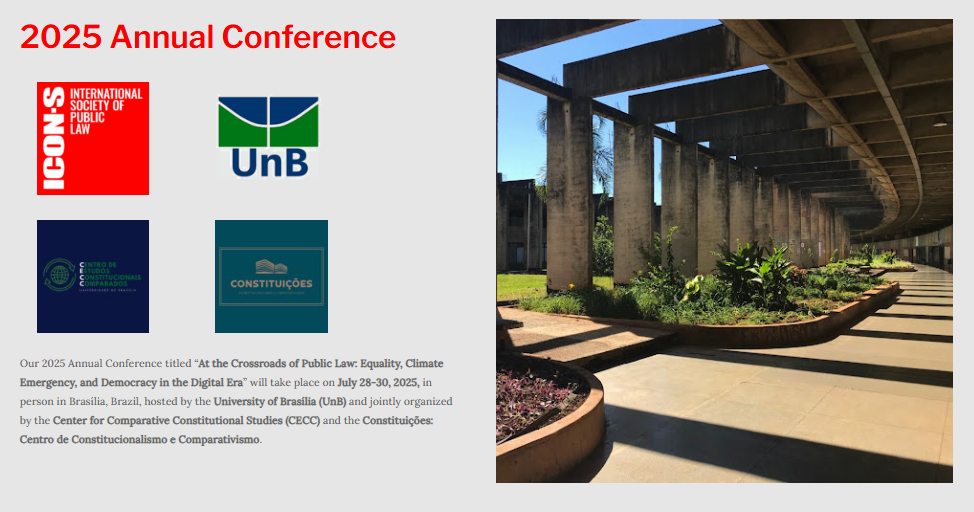 2025 Annual Conference
ICON•S
INTERNATIONAL
SOCIETY OF
PUBLIC
LAW
UnB
CENTRO DE
ESTUDOS
CONSTITUCIONAIS
COMPARADOS
UNIVERSIDADE DE BRASÍLIA
CONSTITUIÇÕES
Our 2025 Annual Conference titled “At the Crossroads of Public Law: Equality, Climate
Emergency, and Democracy in the Digital Era” will take place on July 28-30, 2025, in
person in Brasília, Brazil, hosted by the University of Brasília (UnB) and jointly organized
by the Center for Comparative Constitutional Studies (CECC) and the Constituições:
Centro de Constitucionalismo e Comparativismo.